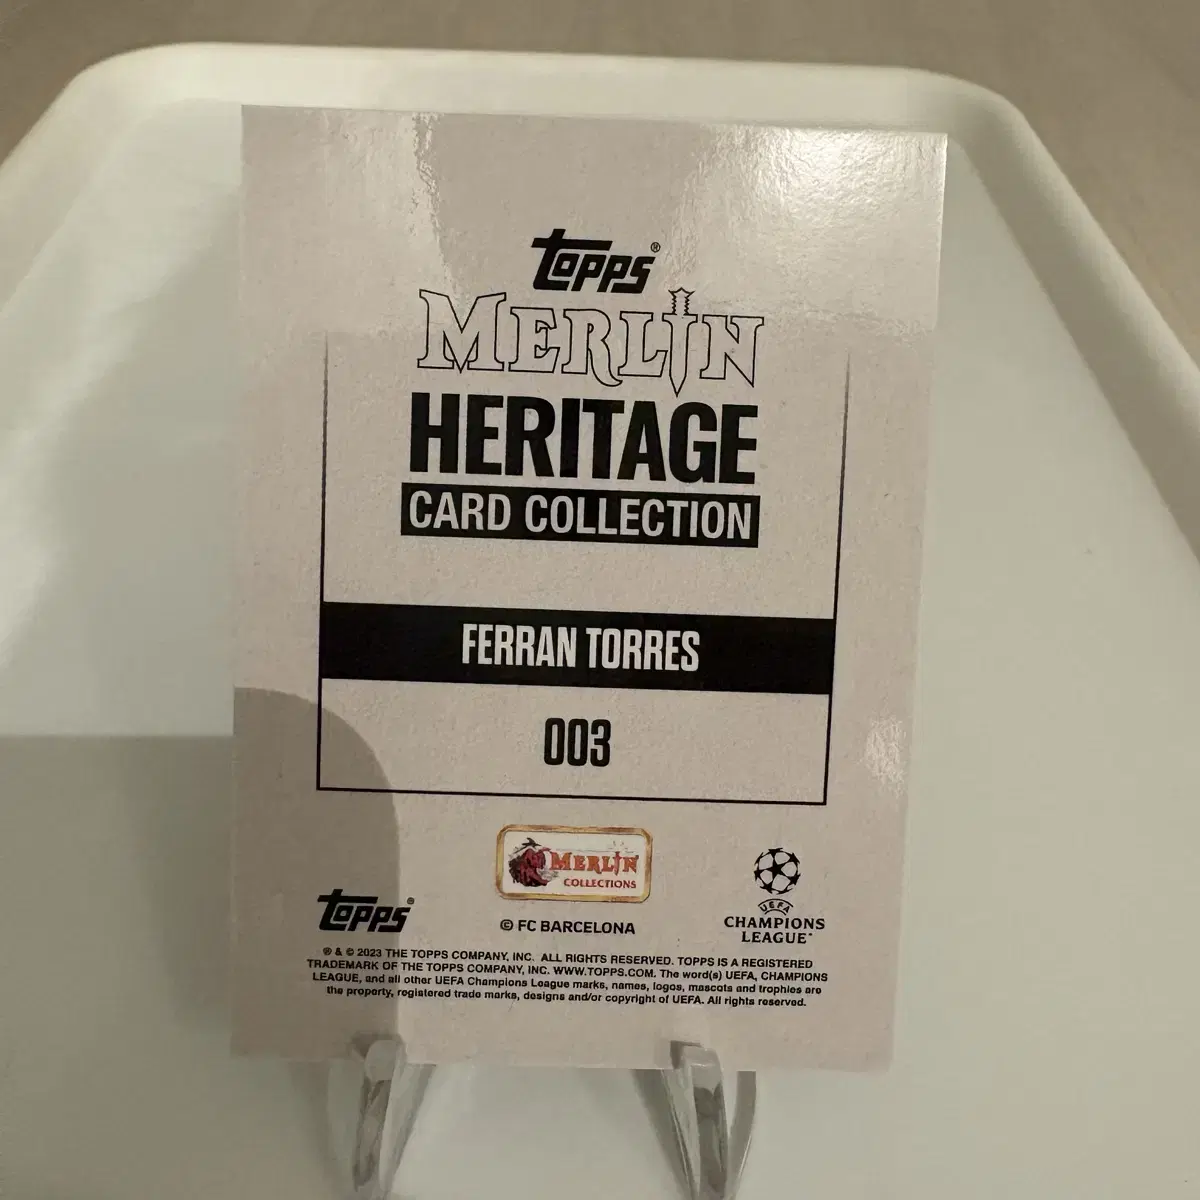 topps®
MERLIN
HERITAGE
CARD COLLECTION
FERRAN TORRES
003
MERLIN
COLLECTIONS
topps®
© FC BARCELONA
UEFA
CHAMPIONS
LEAGUE™
® & © 2023 THE TOPPS COMPANY, INC. ALL RIGHTS RESERVED. TOPPS IS A REGISTERED
TRADEMARK OF THE TOPPS COMPANY, INC. WWW.TOPPS.COM. The word(s) UEFA, CHAMPIONS
LEAGUE, and all other UEFA Champions League marks, names, logos, mascots and trophies are
the property, registered trade marks, designs and/or copyright of UEFA. All rights reserved.